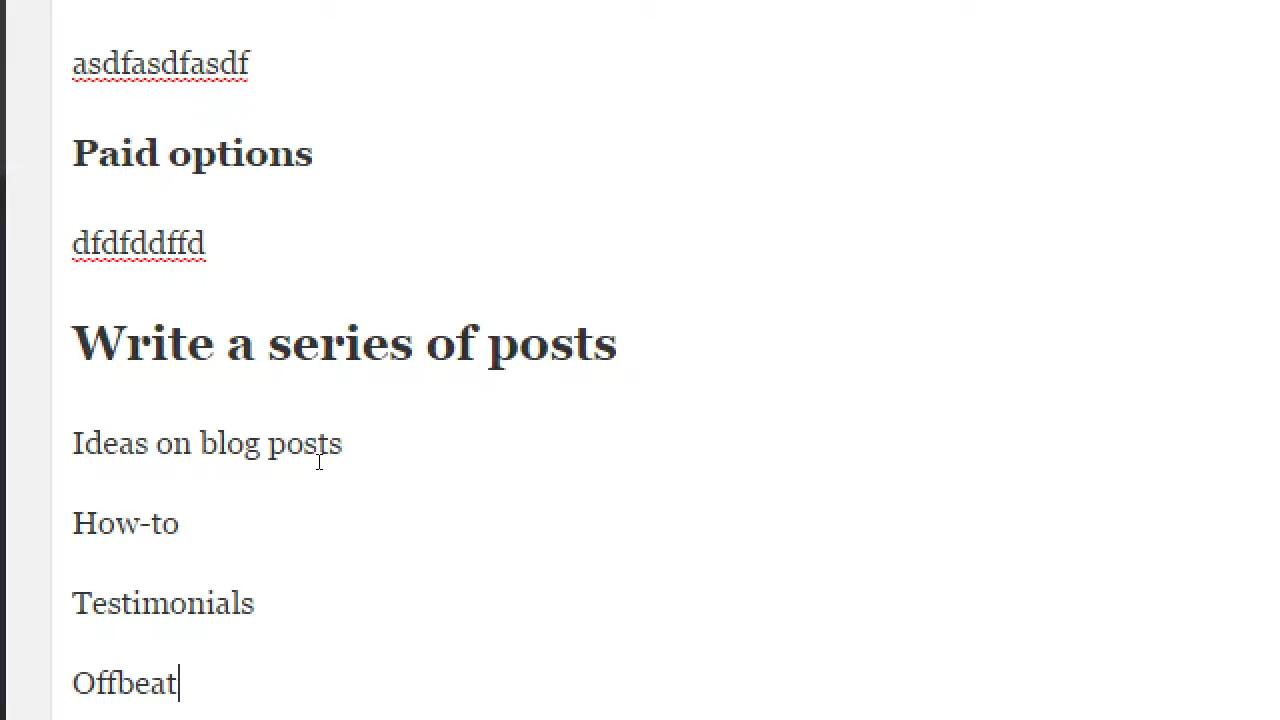 asdfasdfasdf
Paid options
dfdfddffd
Write a series of posts
Ideas on blog posts
How-to
Testimonials
Offbeat